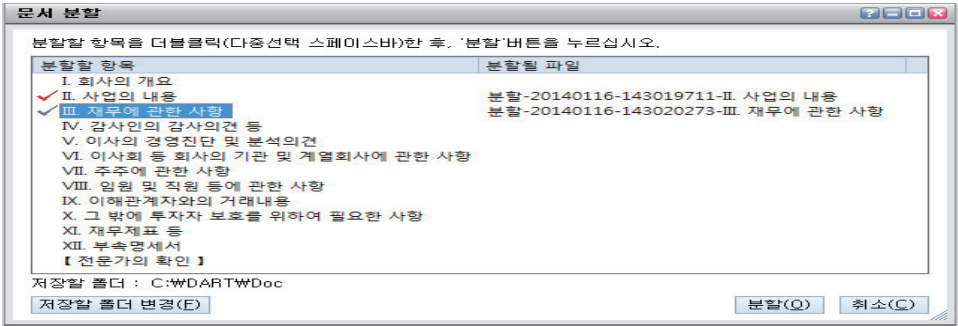 문서 분할
분할할 항목을 더블클릭(다중선택 스페이스바)한 후, '분할'버튼을 누르십시오.
분할할 항목 분할될 파일
I. 회사의 개요
II. 사업의 내용 분할-20140116-143019711-II. 사업의 내용
III. 재무에 관한 사항 분할-20140116-143020273-III. 재무에 관한 사항
IV. 감사인의 감사의견 등
V. 이사의 경영진단 및 분석의견
VI. 이사회 등 회사의 기관 및 계열회사에 관한 사항
VII. 주주에 관한 사항
VIII. 임원 및 직원 등에 관한 사항
IX. 이해관계자와의 거래내용
X. 그 밖에 투자자 보호를 위하여 필요한 사항
XI. 재무제표 등
XII. 부속명세서
【 전문가의 확인 】
저장할 폴더 : C:₩DART₩Doc
저장할 폴더 변경(F) 분할(O) 취소(C)